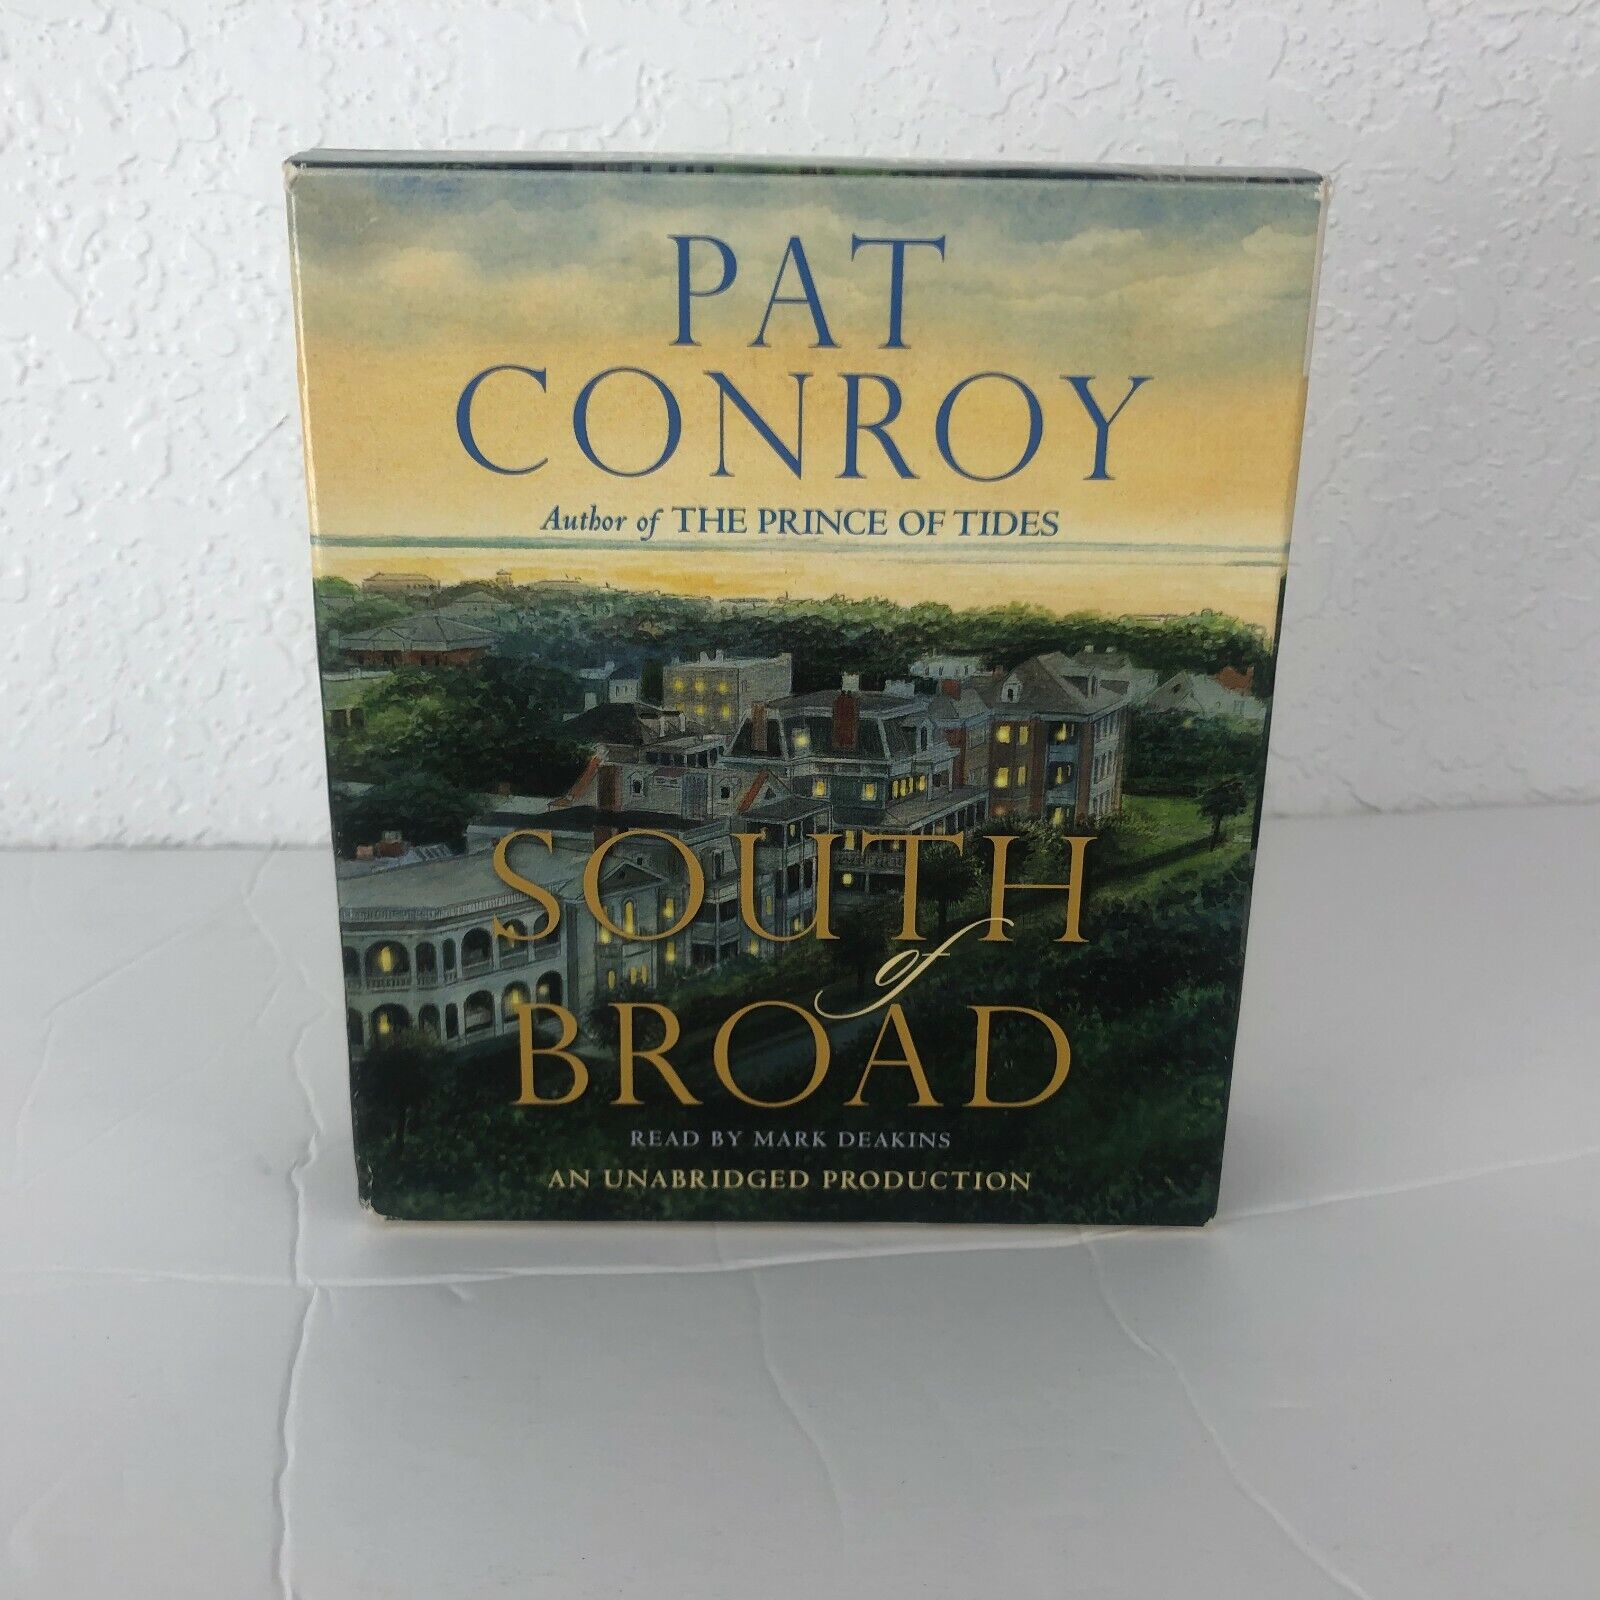 PAT
CONROY
Author of THE PRINCE OF TIDES
SOUTH
of
BROAD
READ BY MARK DEAKINS
AN UNABRIDGED PRODUCTION